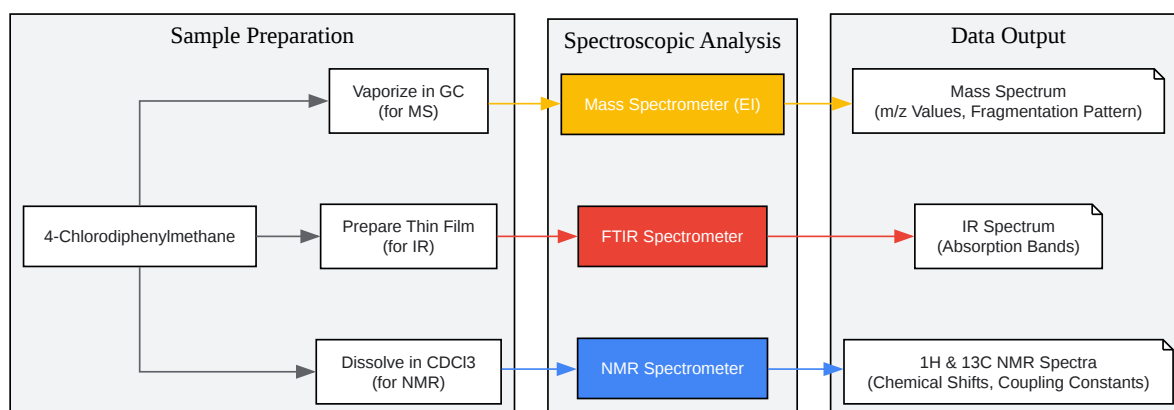 Sample Preparation
Spectroscopic Analysis
Data Output
Vaporize in GC
(for MS)
Mass Spectrometer (EI)
Mass Spectrum
(m/z Values, Fragmentation Pattern)
4-Chlorodiphenylmethane
Prepare Thin Film
(for IR)
FTIR Spectrometer
IR Spectrum
(Absorption Bands)
Dissolve in CDCl3
(for NMR)
NMR Spectrometer
1H & 13C NMR Spectra
(Chemical Shifts, Coupling Constants)